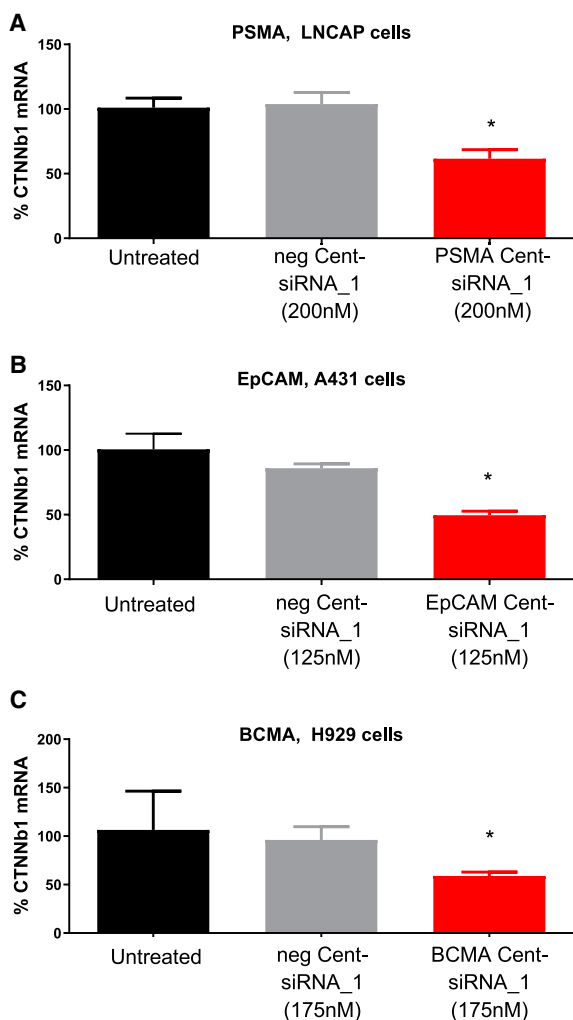 A
PSMA, LNCAP cells
% CTNNb1 mRNA
150
100
50
0
*
Untreated
neg Cent-
siRNA_1
(200nM)
PSMA Cent-
siRNA_1
(200nM)
B
EpCAM, A431 cells
% CTNNb1 mRNA
150
100
50
0
*
Untreated
neg Cent-
siRNA_1
(125nM)
EpCAM Cent-
siRNA_1
(125nM)
C
BCMA, H929 cells
% CTNNb1 mRNA
200
150
100
50
0
*
Untreated
neg Cent-
siRNA_1
(175nM)
BCMA Cent-
siRNA_1
(175nM)